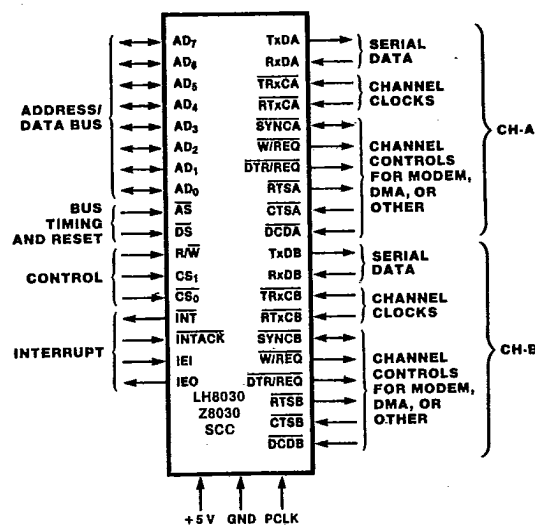 ADDRESS/
DATA BUS
BUS
TIMING
AND RESET
CONTROL
INTERRUPT
AD7
AD6
AD5
AD4
AD3
AD2
AD1
AD0
AS
DS
R/W
CS1
CS0
INT
INTACK
IEI
IEO
LH8030
Z8030
SCC
TxDA
RxDA
TRxCA
RTxCA
SYNCA
W/REQ
DTR/REQ
RTSA
CTSA
DCDA
TxDB
RxDB
TRxCB
RTxCB
SYNCB
W/REQ
DTR/REQ
RTSB
CTSB
DCDB
SERIAL
DATA
CHANNEL
CLOCKS
CHANNEL
CONTROLS
FOR MODEM,
DMA, OR
OTHER
CH-A
SERIAL
DATA
CHANNEL
CLOCKS
CHANNEL
CONTROLS
FOR MODEM,
DMA, OR
OTHER
CH-B
+5 V GND PCLK